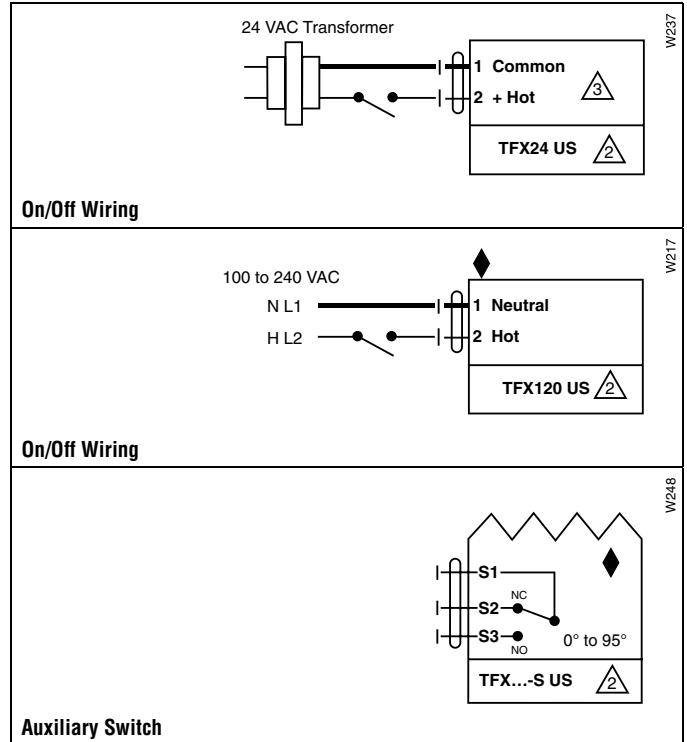 24 VAC Transformer
W237
1 Common
2 + Hot
3
TFX24 US
2
On/Off Wiring
W217
100 to 240 VAC
N L1
1 Neutral
H L2
2 Hot
TFX120 US
2
On/Off Wiring
W248
S1
S2
NC
S3
NO
0° to 95°
TFX...-S US
2
Auxiliary Switch